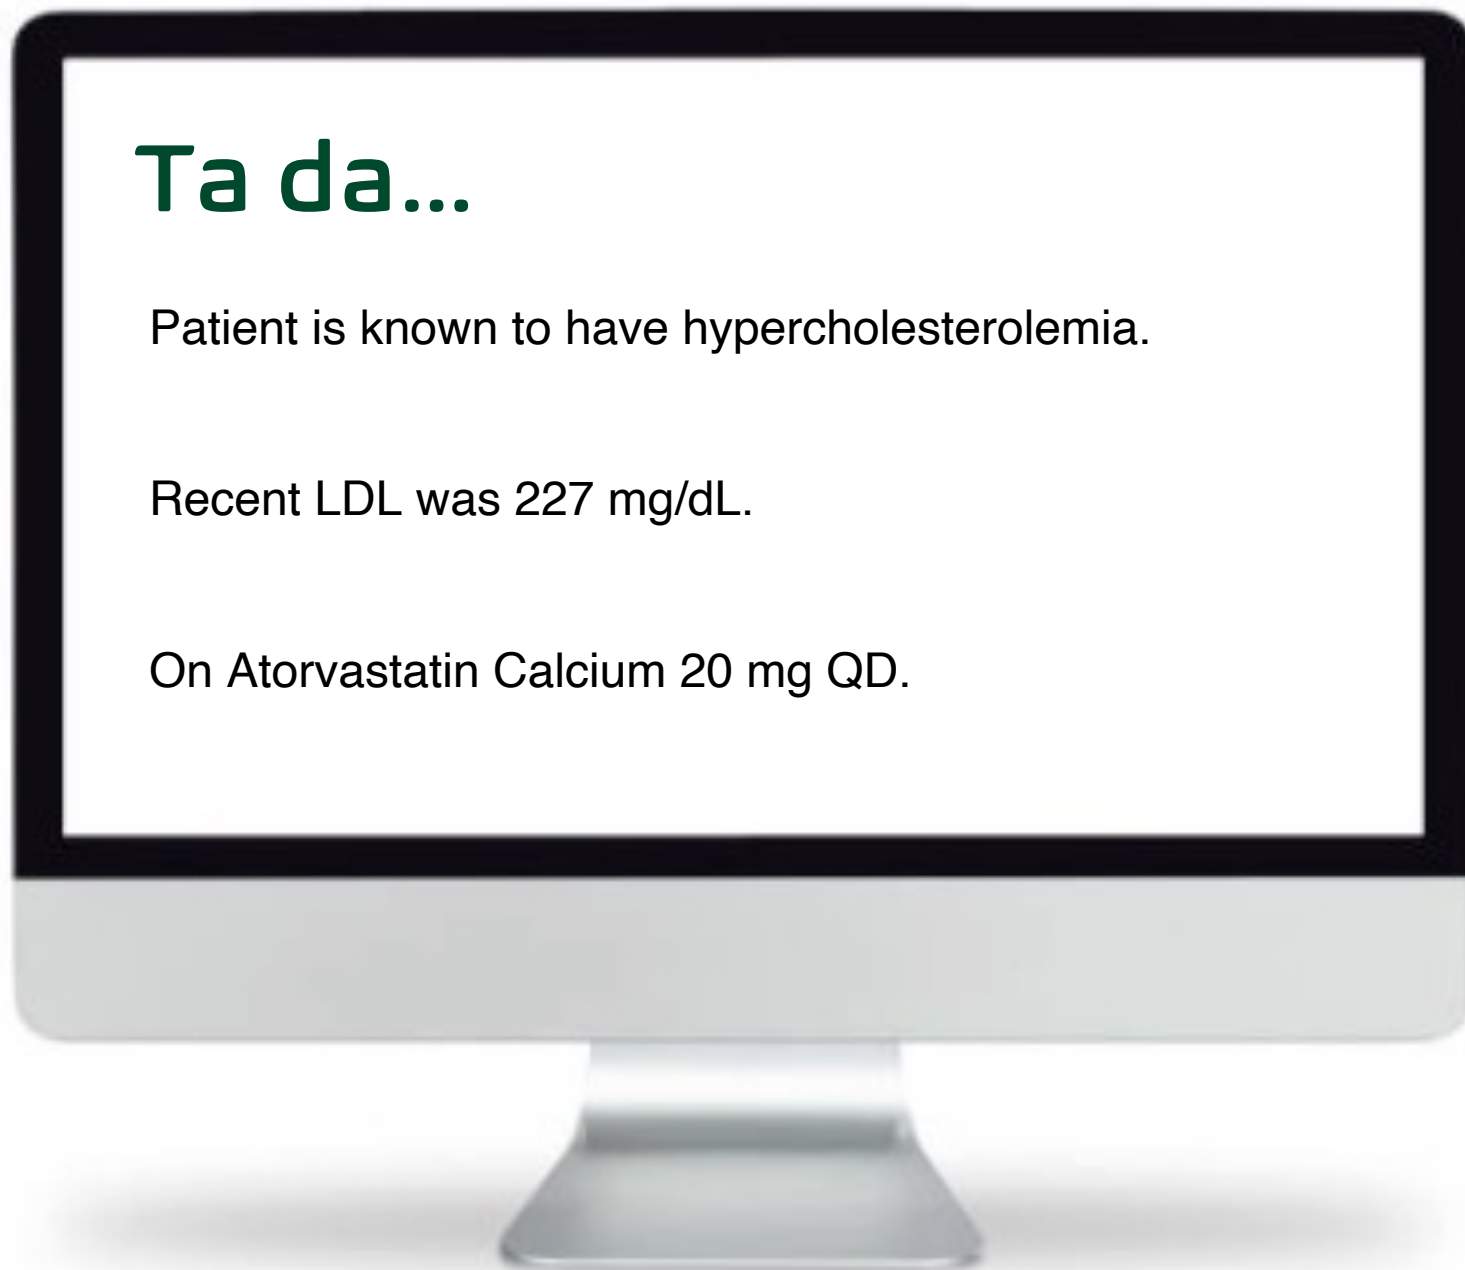 Ta da...
Patient is known to have hypercholesterolemia.
Recent LDL was 227 mg/dL.
On Atorvastatin Calcium 20 mg QD.